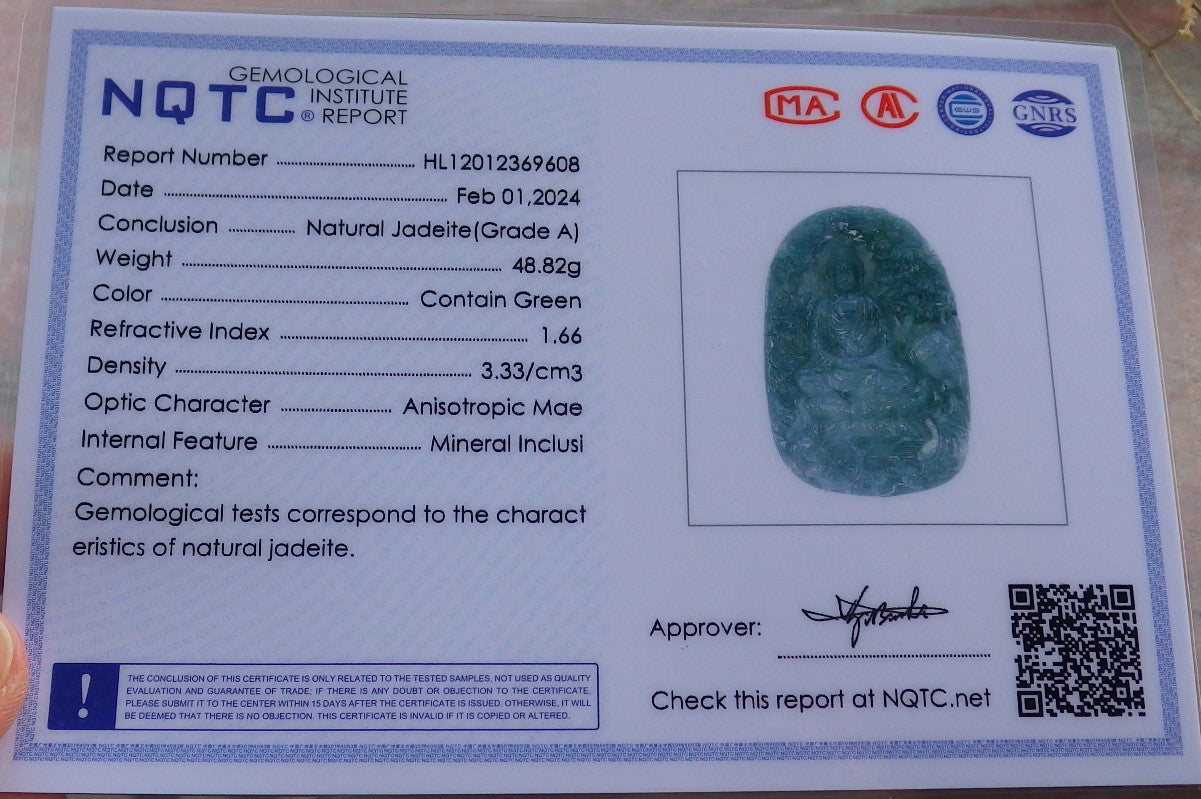 NQTC® GEMOLOGICAL
INSTITUTE
REPORT
MA
GNRS
Report Number HL12012369608
Date Feb 01,2024
Conclusion Natural Jadeite(Grade A)
Weight 48.82g
Color Contain Green
Refractive Index 1.66
Density 3.33/cm3
Optic Character Anisotropic Mae
Internal Feature Mineral Inclusi
Comment:
Gemological tests correspond to the charact
eristics of natural jadeite.
Approver:
Check this report at NQTC.net
! THE CONCLUSION OF THIS CERTIFICATE IS ONLY RELATED TO THE TESTED SAMPLES, NOT USED AS QUALITY
EVALUATION AND GUARANTEE OF TRADE; IF THERE IS ANY DOUBT OR OBJECTION TO THE CERTIFICATE.
PLEASE SUBMIT IT TO THE CENTER WITHIN 15 DAYS AFTER THE CERTIFICATE IS ISSUED. OTHERWISE, IT WILL
BE DEEMED THAT THERE IS NO OBJECTION. THIS CERTIFICATE IS INVALID IF IT IS COPIED OR ALTERED.